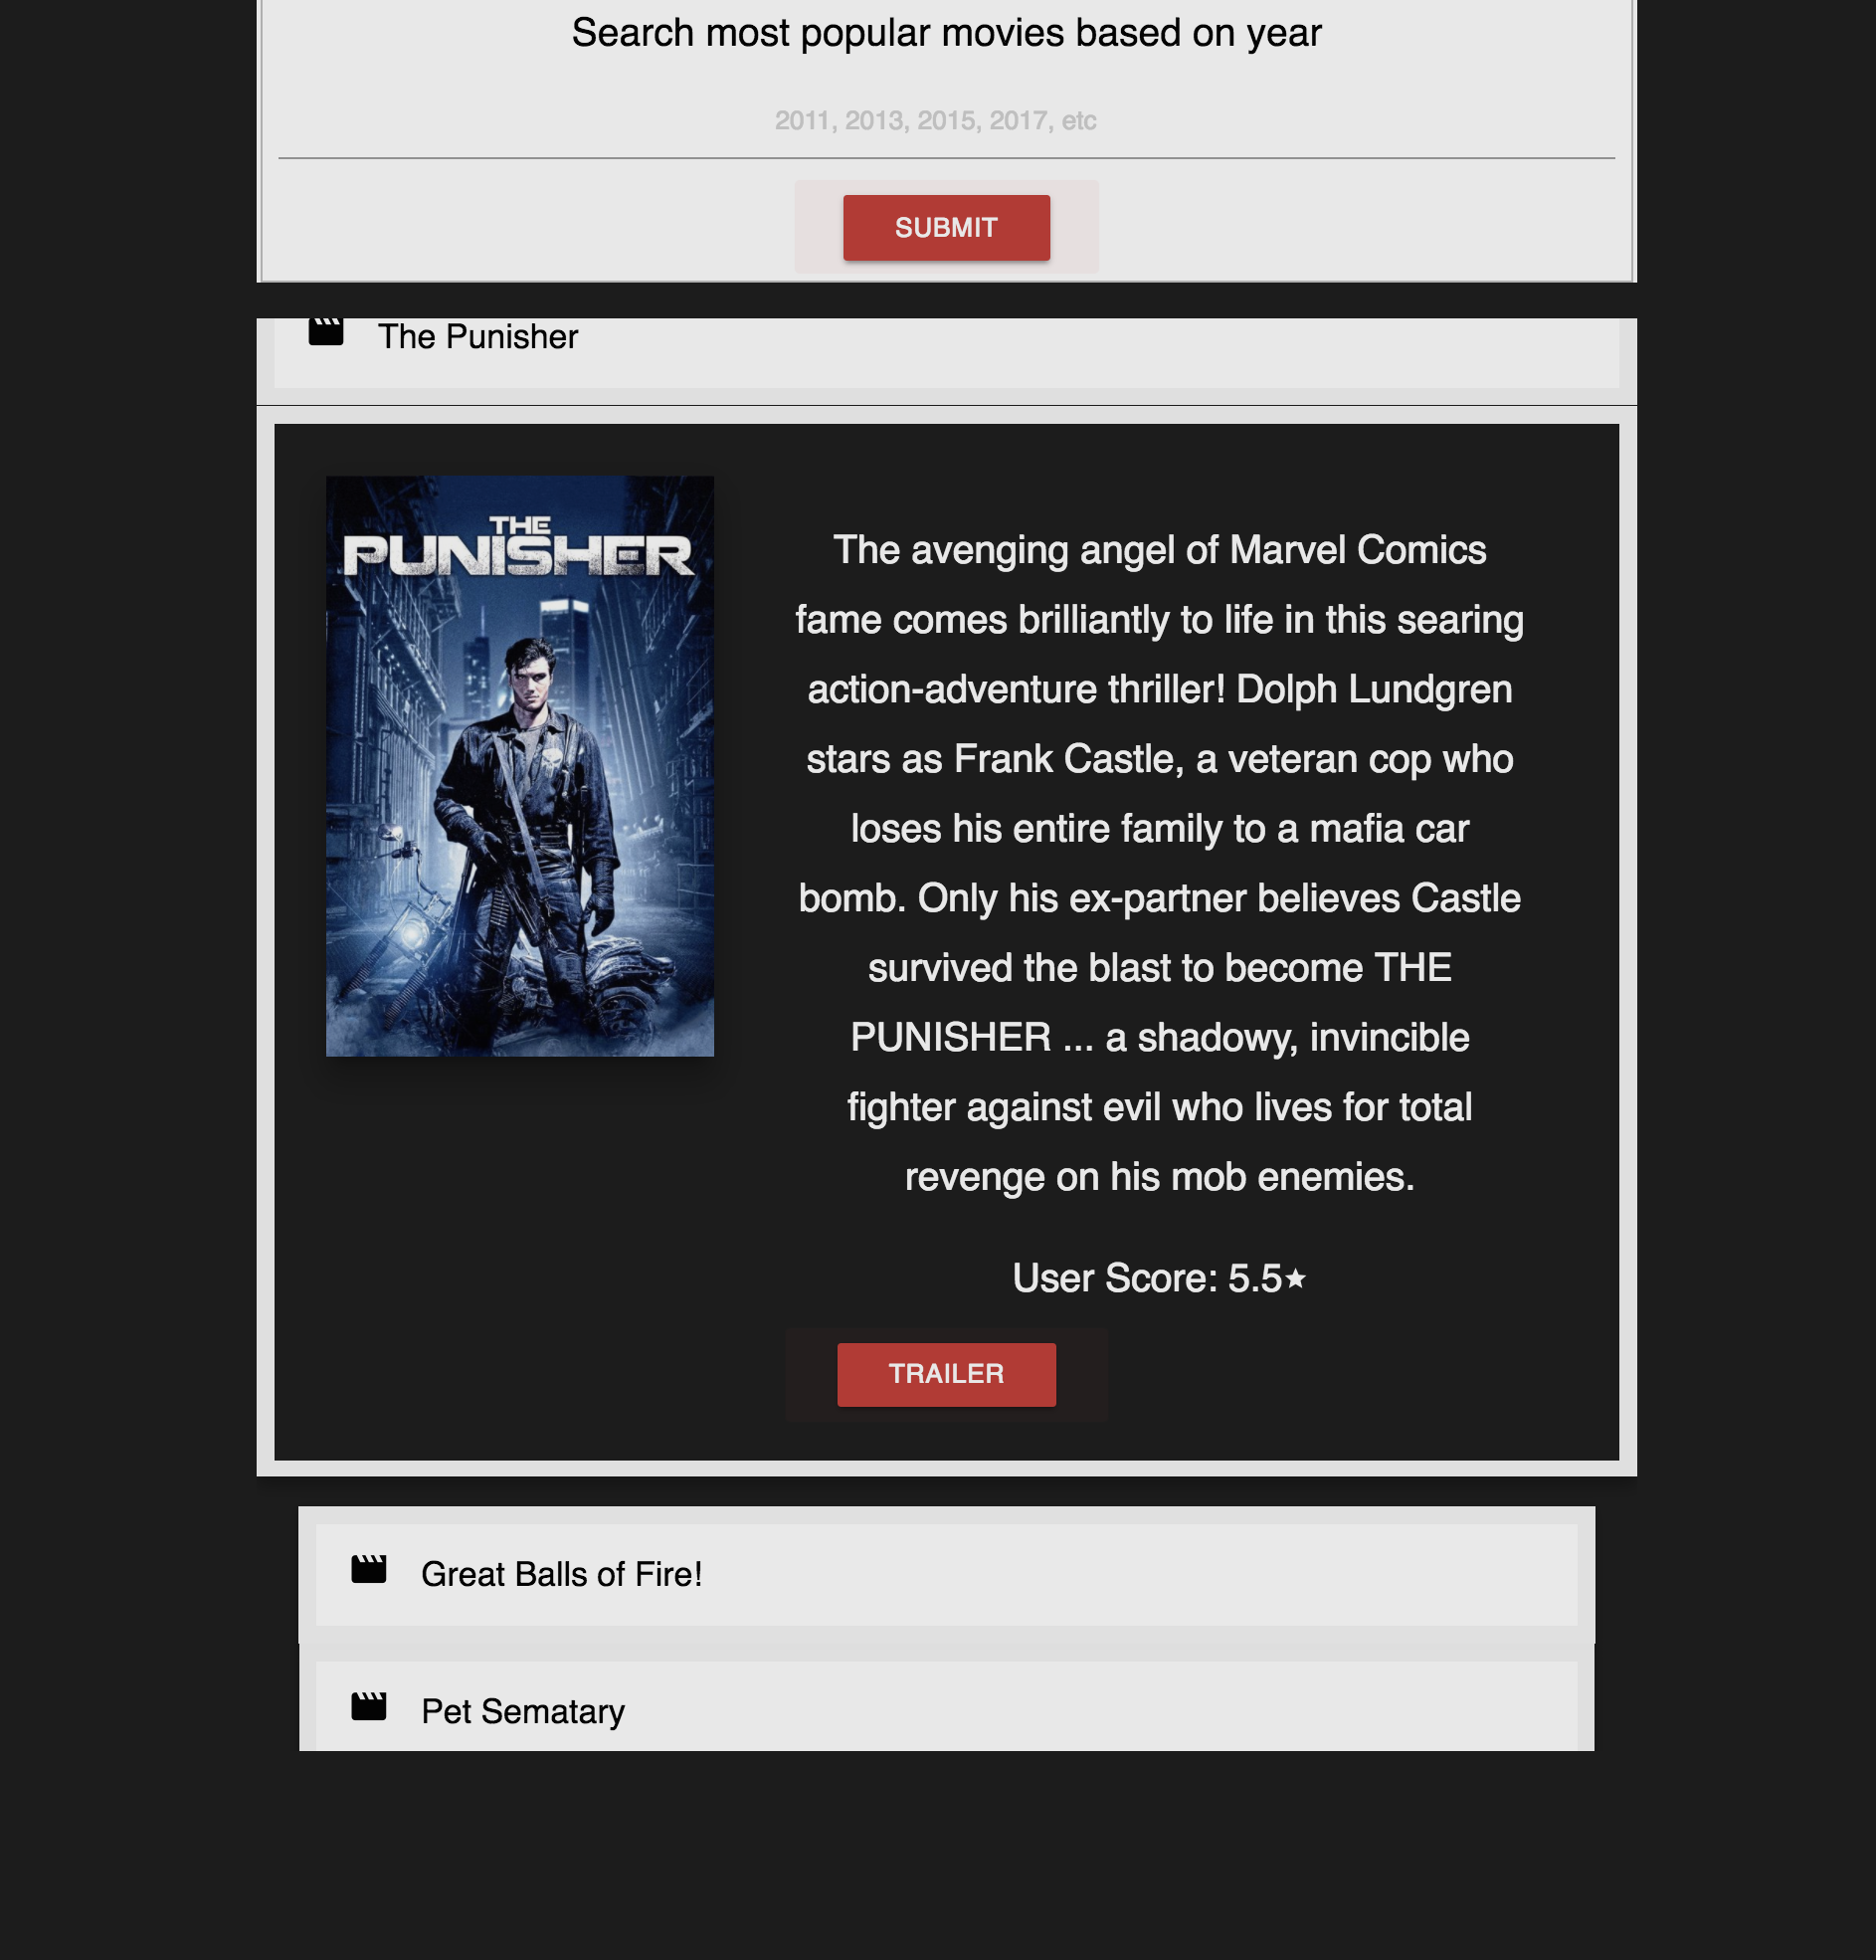 Search most popular movies based on year
2011, 2013, 2015, 2017, etc
SUBMIT
The Punisher
THE
PUNISHER
The avenging angel of Marvel Comics
fame comes brilliantly to life in this searing
action-adventure thriller! Dolph Lundgren
stars as Frank Castle, a veteran cop who
loses his entire family to a mafia car
bomb. Only his ex-partner believes Castle
survived the blast to become THE
PUNISHER ... a shadowy, invincible
fighter against evil who lives for total
revenge on his mob enemies.
User Score: 5.5★
TRAILER
Great Balls of Fire!
Pet Sematary